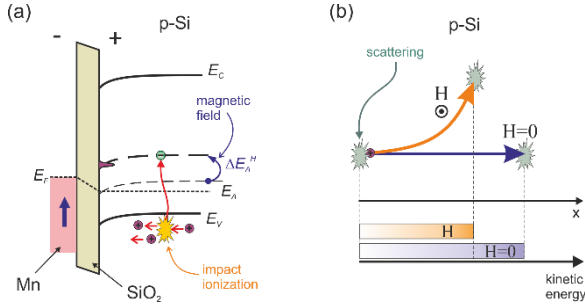 (a)
p-Si
- +
E_C
magnetic
field
ΔE_A^H
E_F
E_A
E_V
Mn
SiO₂
impact
ionization
(b)
p-Si
scattering
H
H=0
x
H
H=0
kinetic
energy